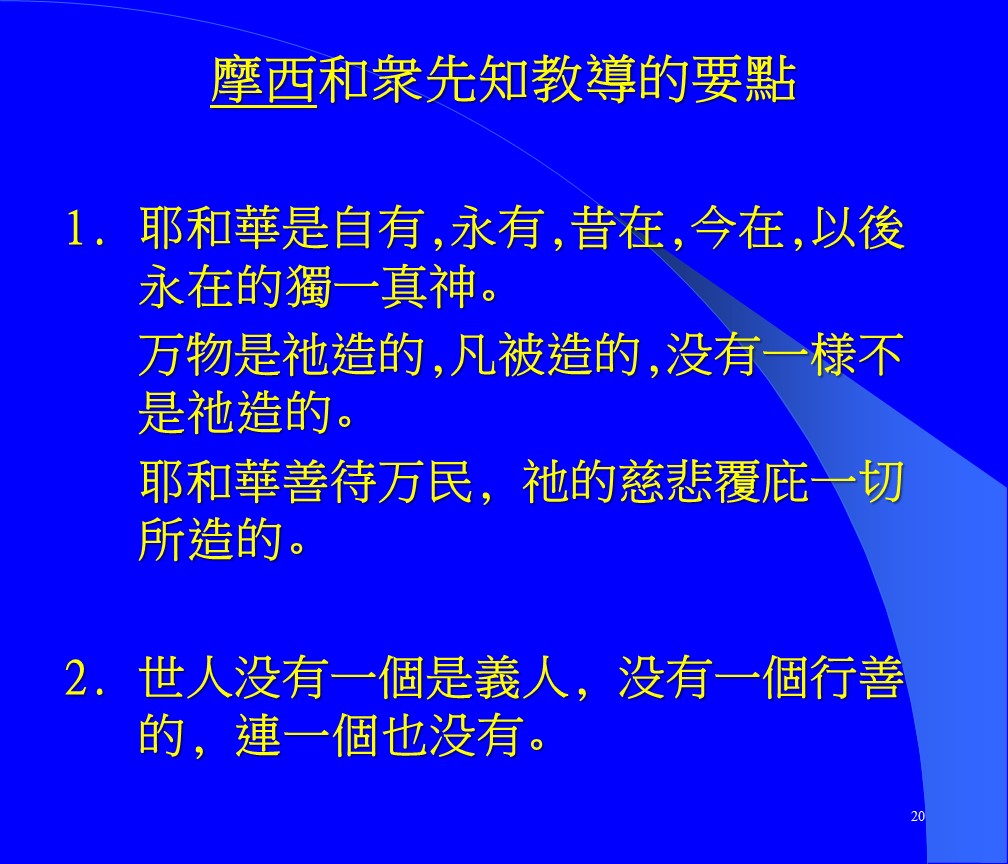 摩西和衆先知教導的要點
1. 耶和華是自有,永有,昔在,今在,以後
永在的獨一真神。
万物是祂造的,凡被造的,没有一樣不
是祂造的。
耶和華善待万民, 祂的慈悲覆庇一切
所造的。
2. 世人没有一個是義人, 没有一個行善
的, 連一個也没有。
20